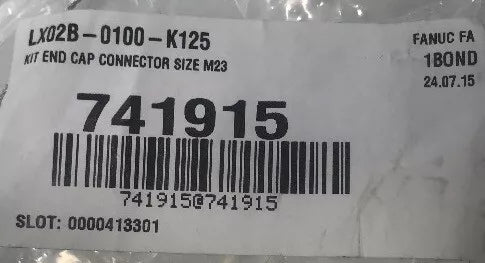 LX02B-0100-K125
FANUC FA
KIT END CAP CONNECTOR SIZE M23
1BOND
24.07.15
741915
741915@741915
SLOT: 0000413301